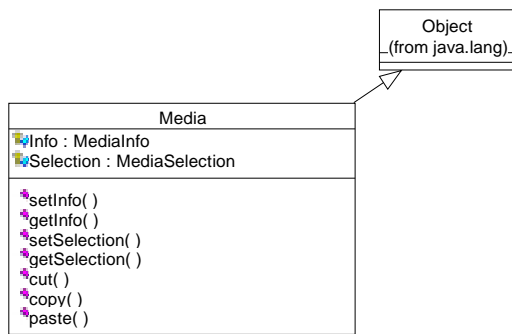 Object
(from java.lang)
Media
Info : MediaInfo
Selection : MediaSelection
setInfo( )
getInfo( )
setSelection( )
getSelection( )
cut( )
copy( )
paste( )